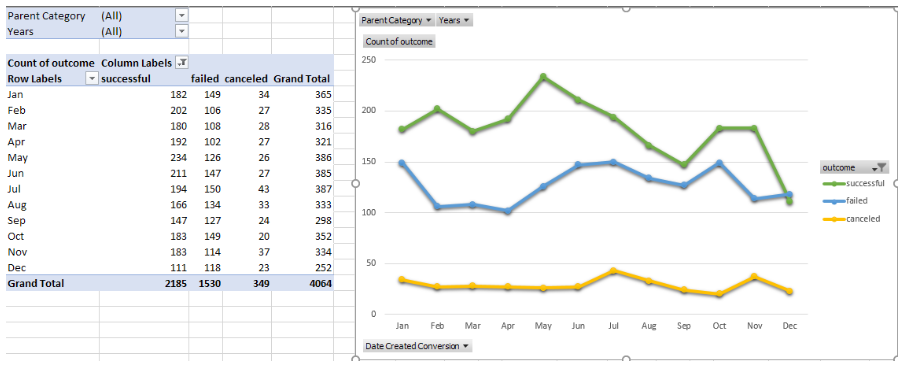 Parent Category (All)
Years (All)
Count of outcome Column Labels
Row Labels successful failed canceled Grand Total
Jan 182 149 34 365
Feb 202 106 27 335
Mar 180 108 28 316
Apr 192 102 27 321
May 234 126 26 386
Jun 211 147 27 385
Jul 194 150 43 387
Aug 166 134 33 333
Sep 147 127 24 298
Oct 183 149 20 352
Nov 183 114 37 334
Dec 111 118 23 252
Grand Total 2185 1530 349 4064
Parent Category Years
Count of outcome
250
200
150
100
50
0
Jan Feb Mar Apr May Jun Jul Aug Sep Oct Nov Dec
outcome
successful
failed
canceled
Date Created Conversion